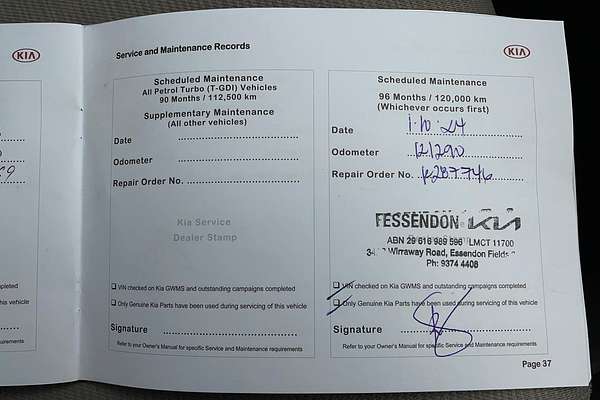 KIA
Service and Maintenance Records
KIA
Scheduled Maintenance
All Petrol Turbo (T-GDI) Vehicles
90 Months / 112,500 km
Supplementary Maintenance
(All other vehicles)
Date
Odometer
Repair Order No.
Kia Service
Dealer Stamp
VIN checked on Kia GWMS and outstanding campaigns completed
Only Genuine Kia Parts have been used during servicing of this vehicle
Signature
Refer to your Owner's Manual for specific Service and Maintenance requirements
Scheduled Maintenance
96 Months / 120,000 km
(Whichever occurs first)
Date 1·10·24
Odometer 121290
Repair Order No. K287746
FESSENDON KIA
ABN 29 616 989 596 LMCT 11700
Wirraway Road, Essendon Fields
Ph: 9374 4408
VIN checked on Kia GWMS and outstanding campaigns completed
Only Genuine Kia Parts have been used during servicing of this vehicle
Signature
Refer to your Owner's Manual for specific Service and Maintenance requirements
Page 37